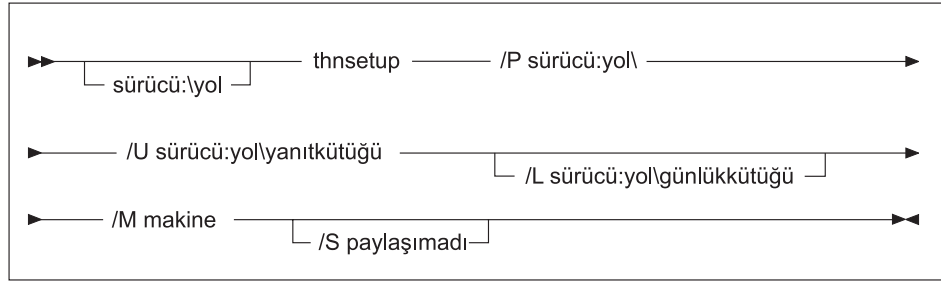 thnsetup /P sürücü:yol\
sürücü:\yol
/U sürücü:yol\yanıtkütüğü
/L sürücü:yol\günlükkütüğü
/M makine
/S paylaşımadı